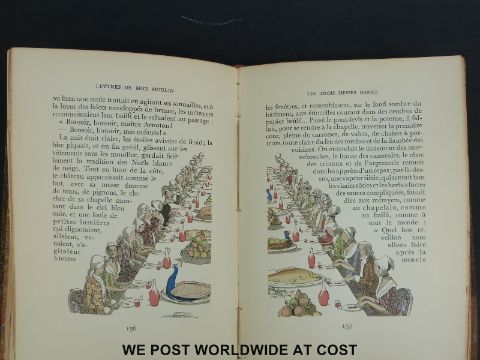 LETTRES DE MON MOULIN
ou bien une mule trottait en agitant ses sonnailles, et à
la lueur des falots enveloppés de brume, les métayers
reconnaissaient leur bailli et le saluaient au passage :
« Bonsoir, bonsoir, maître Arnoton!
— Bonsoir, bonsoir, mes enfants! »
La nuit était claire, les étoiles avivées de froid; la
bise piquait, et un fin grésil, glissant sur les
vêtements sans les mouiller, gardait fidè-
lement la tradition des Noëls blancs
de neige. Tout en haut de la côte,
le château apparaissait comme le
but, avec sa masse énorme
de tours, de pignons, le clo-
cher de sa chapelle mon-
tant dans le ciel bleu
noir, et une foule de
petites lumières
qui clignotaient,
allaient, ve-
naient, s'a-
gitaient
à toutes
156
LES TROIS MESSES BASSES
les fenêtres, et ressemblaient, sur le fond sombre du
bâtiment, aux étincelles courant dans des cendres de
papier brûlé... Passé le pont-levis et la poterne, il fal-
lait, pour se rendre à la chapelle, traverser la première
cour, pleine de carrosses, de valets, de chaises à por-
teurs, toute claire du feu des torches et de la flambée des
cuisines. On entendait le tintement des tour-
nebroches, le fracas des casseroles, le choc
des cristaux et de l'argenterie remués
dans les apprêts d'un repas; par là-des-
sus, une vapeur tiède, qui sentait bon
les chairs rôties et les herbes fortes
des sauces compliquées, faisait
dire aux métayers, comme
au chapelain, comme
au bailli, comme à
tout le monde :
« Quel bon ré-
veillon nous
allons faire
après la
messe! »
157
WE POST WORLDWIDE AT COST